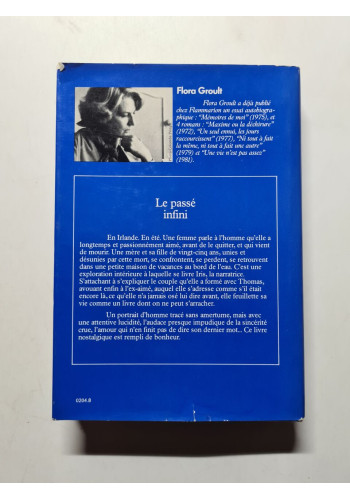 Flora Groult
Flora Groult a déjà publié
chez Flammarion un essai autobiogra-
phique : "Mémoires de moi" (1975), et
4 romans : "Maxime ou la déchirure"
(1972), "Un seul ennui, les jours
raccourcissent" (1977), "Ni tout à fait
la même, ni tout à fait une autre"
(1979) et "Une vie n'est pas assez"
(1981).
Le passé
infini
En Irlande. En été. Une femme parle à l'homme qu'elle a
longtemps et passionnément aimé, avant de le quitter, et qui vient
de mourir. Une mère et sa fille de vingt-cinq ans, unies et
désunies par cette mort, se confrontent, se perdent, se retrouvent
dans une petite maison de vacances au bord de l'eau. C'est une
exploration intérieure à laquelle se livre Iris, la narratrice.
S'attachant à s'expliquer le couple qu'elle a formé avec Thomas,
avouant enfin à l'ex-aimé, auquel elle s'adresse comme s'il était
encore là, ce qu'elle n'a jamais osé lui dire avant, elle feuillette sa
vie comme un livre dont on ne peut s'arracher.
Un portrait d'homme tracé sans amertume, mais avec
une attentive lucidité, l'audace presque impudique de la sincérité
crue, l'amour qui n'en finit pas de dire son dernier mot... Ce livre
nostalgique est rempli de bonheur.
0204.8